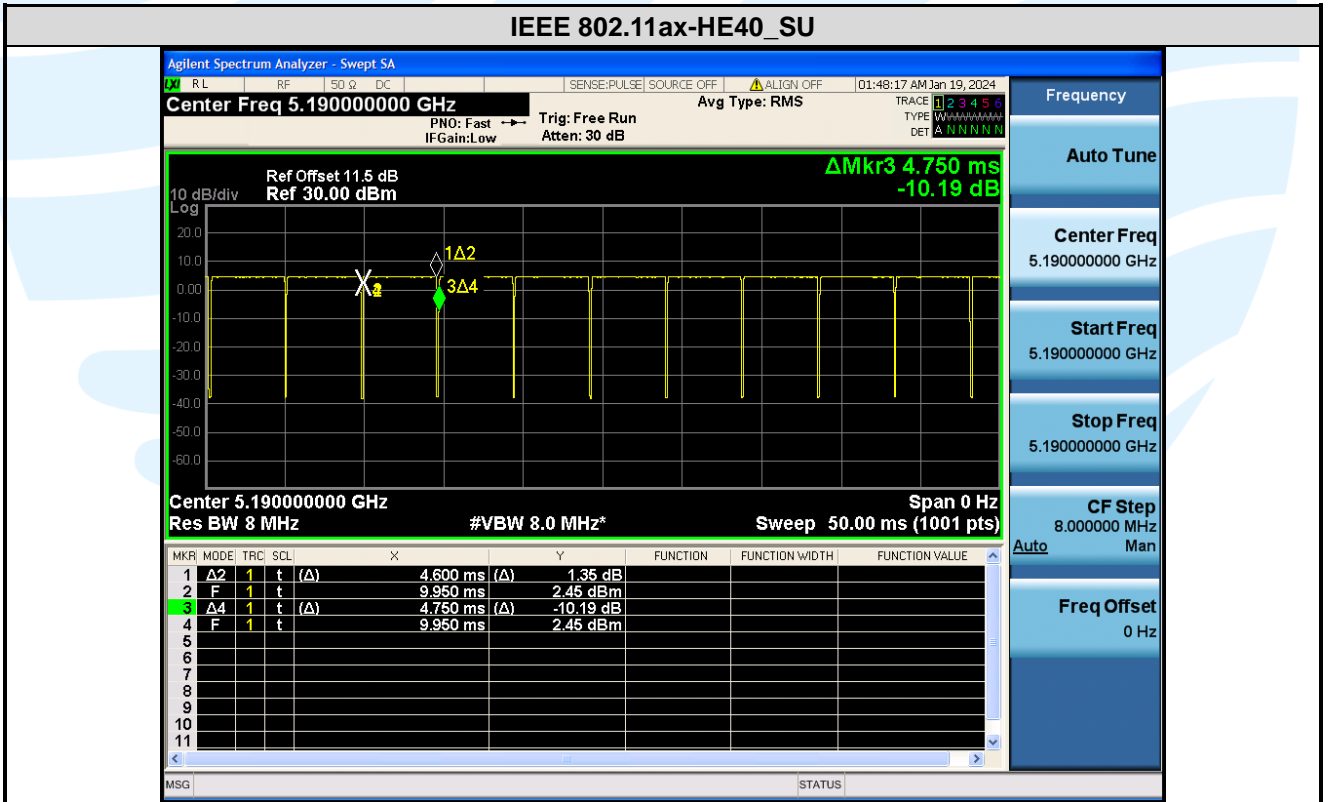 IEEE 802.11ax-HE40_SU
Agilent Spectrum Analyzer - Swept SA
LXI RL RF 50 Ω DC SENSE:PULSE SOURCE OFF ALIGN OFF 01:48:17 AM Jan 19, 2024
Center Freq 5.190000000 GHz
PNO: Fast
IFGain:Low
Trig: Free Run
Atten: 30 dB
Avg Type: RMS
TRACE 1 2 3 4 5 6
TYPE W
DET A N N N N N
ΔMkr3 4.750 ms
-10.19 dB
Ref Offset 11.5 dB
10 dB/div Ref 30.00 dBm
Log
20.0
10.0
0.00
-10.0
-20.0
-30.0
-40.0
-50.0
-60.0
1Δ2
3Δ4
Center 5.190000000 GHz Span 0 Hz
Res BW 8 MHz #VBW 8.0 MHz* Sweep 50.00 ms (1001 pts)
MKR MODE TRC SCL X Y FUNCTION FUNCTION WIDTH FUNCTION VALUE
1 Δ2 1 t (Δ) 4.600 ms (Δ) 1.35 dB
2 F 1 t 9.950 ms 2.45 dBm
3 Δ4 1 t (Δ) 4.750 ms (Δ) -10.19 dB
4 F 1 t 9.950 ms 2.45 dBm
5
6
7
8
9
10
11
MSG STATUS
Frequency
Auto Tune
Center Freq
5.190000000 GHz
Start Freq
5.190000000 GHz
Stop Freq
5.190000000 GHz
CF Step
8.000000 MHz
Auto Man
Freq Offset
0 Hz